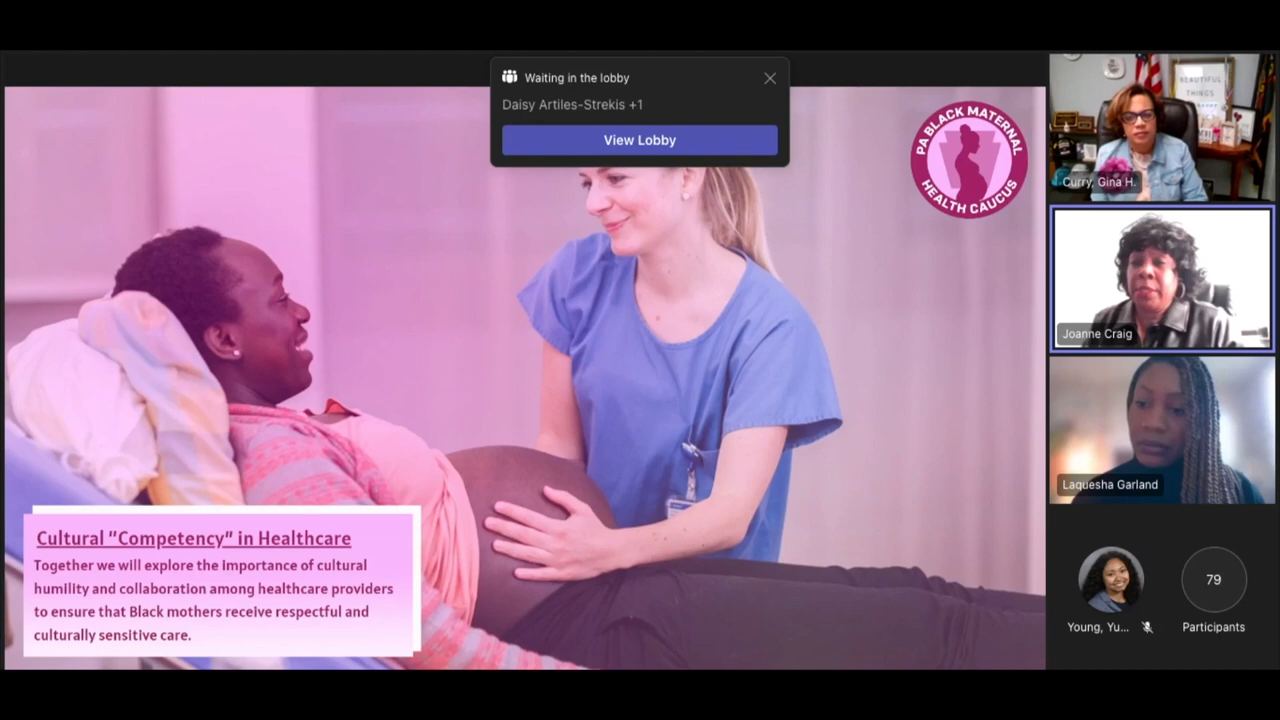 Waiting in the lobby
Daisy Artiles-Strekis +1
View Lobby
PA BLACK MATERNAL
HEALTH CAUCUS
Cultural "Competency" in Healthcare
Together we will explore the importance of cultural
humility and collaboration among healthcare providers
to ensure that Black mothers receive respectful and
culturally sensitive care.
BEAUTIFUL
THINGS
Curry, Gina H.
Joanne Craig
Laquesha Garland
Young, Yu...
79
Participants